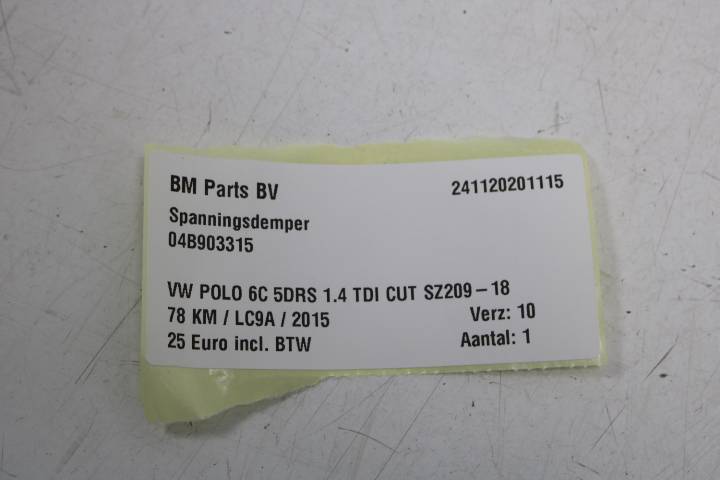 BM Parts BV 241120201115
Spanningsdemper
04B903315
VW POLO 6C 5DRS 1.4 TDI CUT SZ209-18
78 KM / LC9A / 2015 Verz: 10
25 Euro incl. BTW Aantal: 1